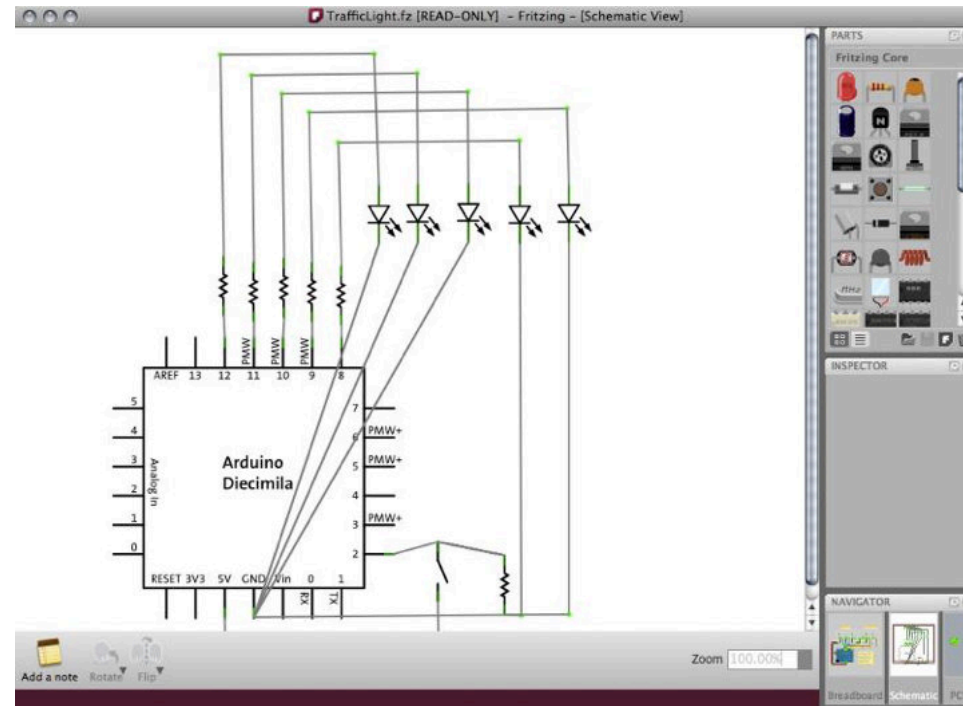 TrafficLight.fz [READ-ONLY] - Fritzing - [Schematic View]
PARTS
Fritzing Core
PMW
PMW
PMW
AREF 13 12 11 10 9 8
5
4
3
2
1
0
Analog In
Arduino
Diecimila
7
6 PMW+
5 PMW+
4
3 PMW+
2
RESET 3V3 5V GND Vin 0 1
RX
TX
INSPECTOR
NAVIGATOR
Breadboard Schematic PC
Add a note Rotate Flip
Zoom 100.00%